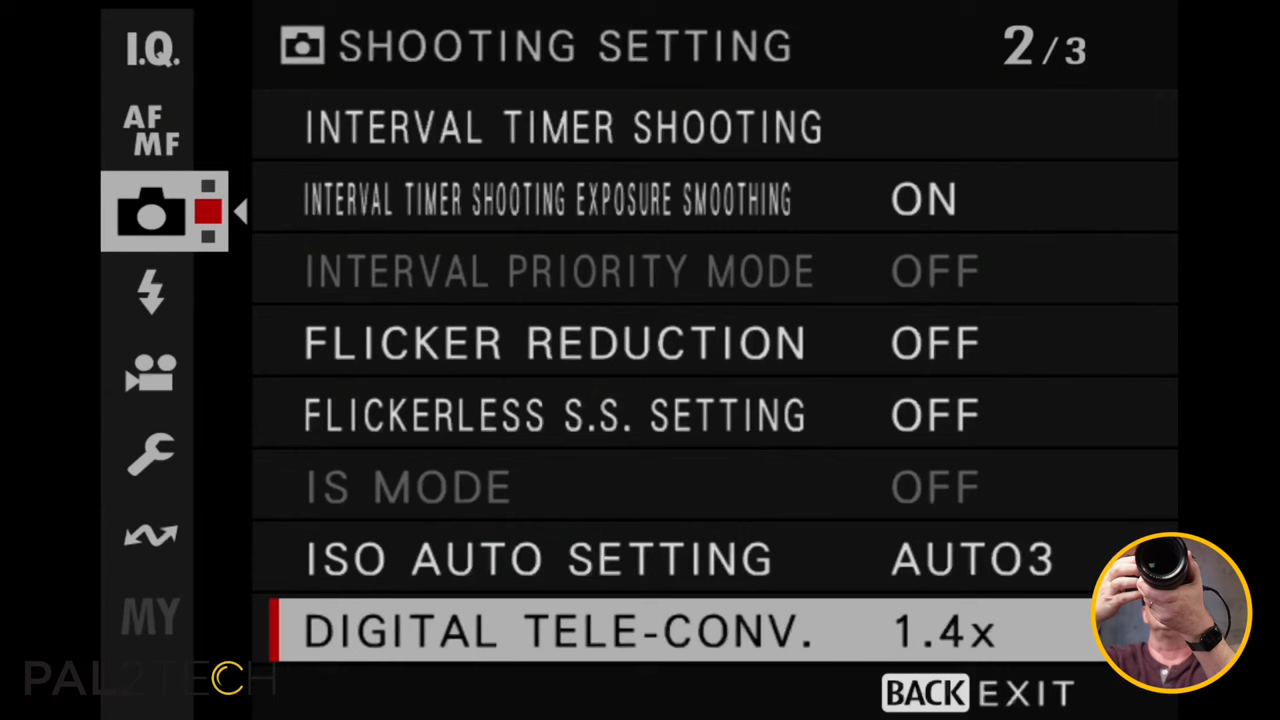 I.Q.
SHOOTING SETTING 2/3
AF
MF
INTERVAL TIMER SHOOTING
INTERVAL TIMER SHOOTING EXPOSURE SMOOTHING ON
INTERVAL PRIORITY MODE OFF
FLICKER REDUCTION OFF
FLICKERLESS S.S. SETTING OFF
IS MODE OFF
ISO AUTO SETTING AUTO3
MY
DIGITAL TELE-CONV. 1.4x
PAL2TECH
BACK EXIT